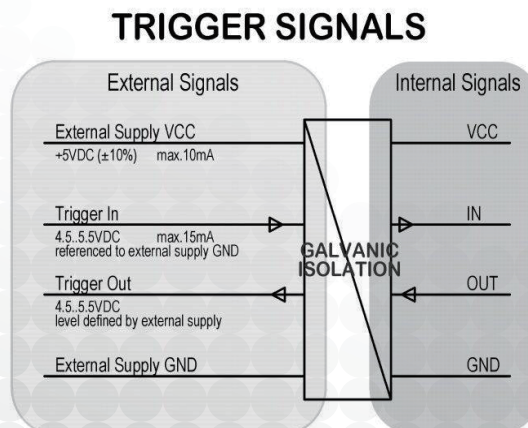 TRIGGER SIGNALS
External Signals
Internal Signals
External Supply VCC
VCC
+5VDC (±10%) max.10mA
Trigger In
IN
4.5..5.5VDC max.15mA
referenced to external supply GND
GALVANIC
ISOLATION
Trigger Out
OUT
4.5..5.5VDC
level defined by external supply
External Supply GND
GND